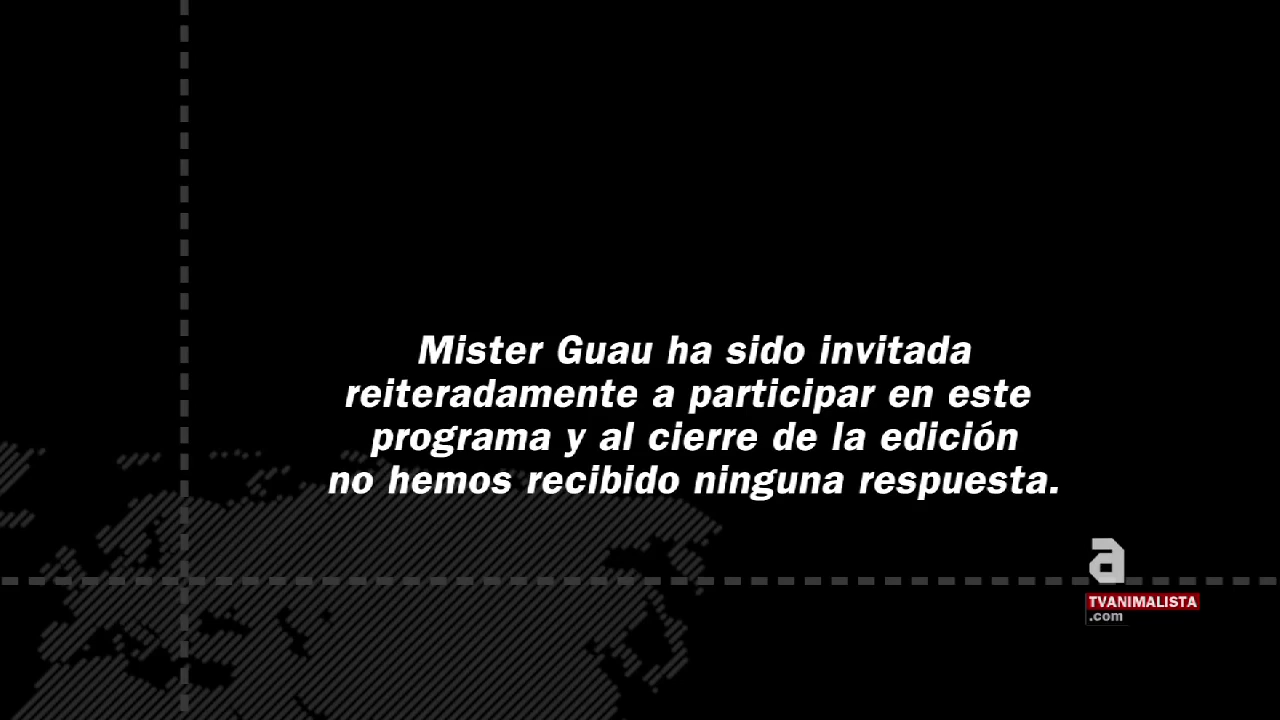 Mister Guau ha sido invitada
reiteradamente a participar en este
programa y al cierre de la edición
no hemos recibido ninguna respuesta.
a
TVANIMALISTA
.com